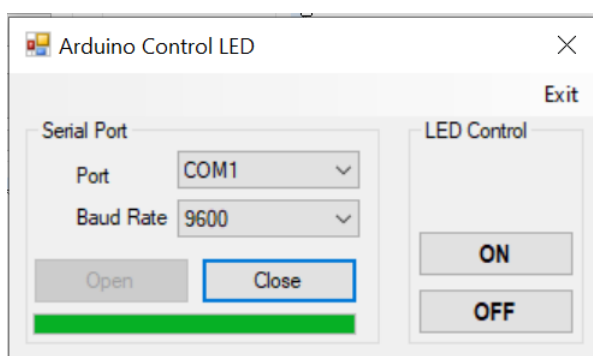 Arduino Control LED
Exit
Serial Port
Port COM1
Baud Rate 9600
Open Close
LED Control
ON
OFF